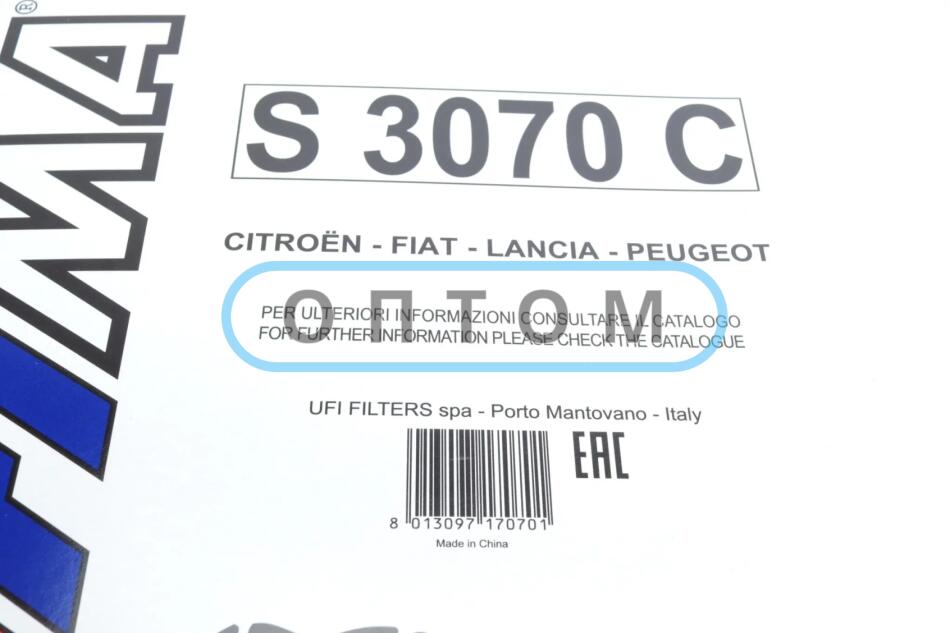 ®
IMA
S 3070 C
CITROËN - FIAT - LANCIA - PEUGEOT
ОПТОМ
PER ULTERIORI INFORMAZIONI CONSULTARE IL CATALOGO
FOR FURTHER INFORMATION PLEASE CHECK THE CATALOGUE
UFI FILTERS spa - Porto Mantovano - Italy
EAC
8 013097 170701
Made in China